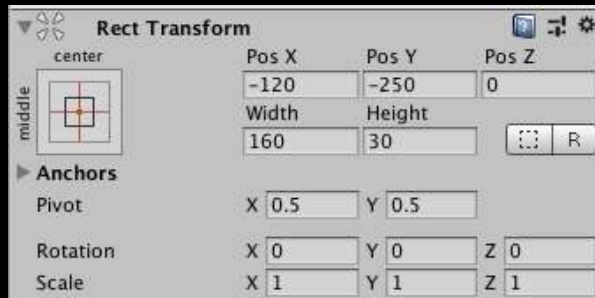 Rect Transform
center Pos X Pos Y Pos Z
middle -120 -250 0
Width Height
160 30 R
Anchors
Pivot X 0.5 Y 0.5
Rotation X 0 Y 0 Z 0
Scale X 1 Y 1 Z 1